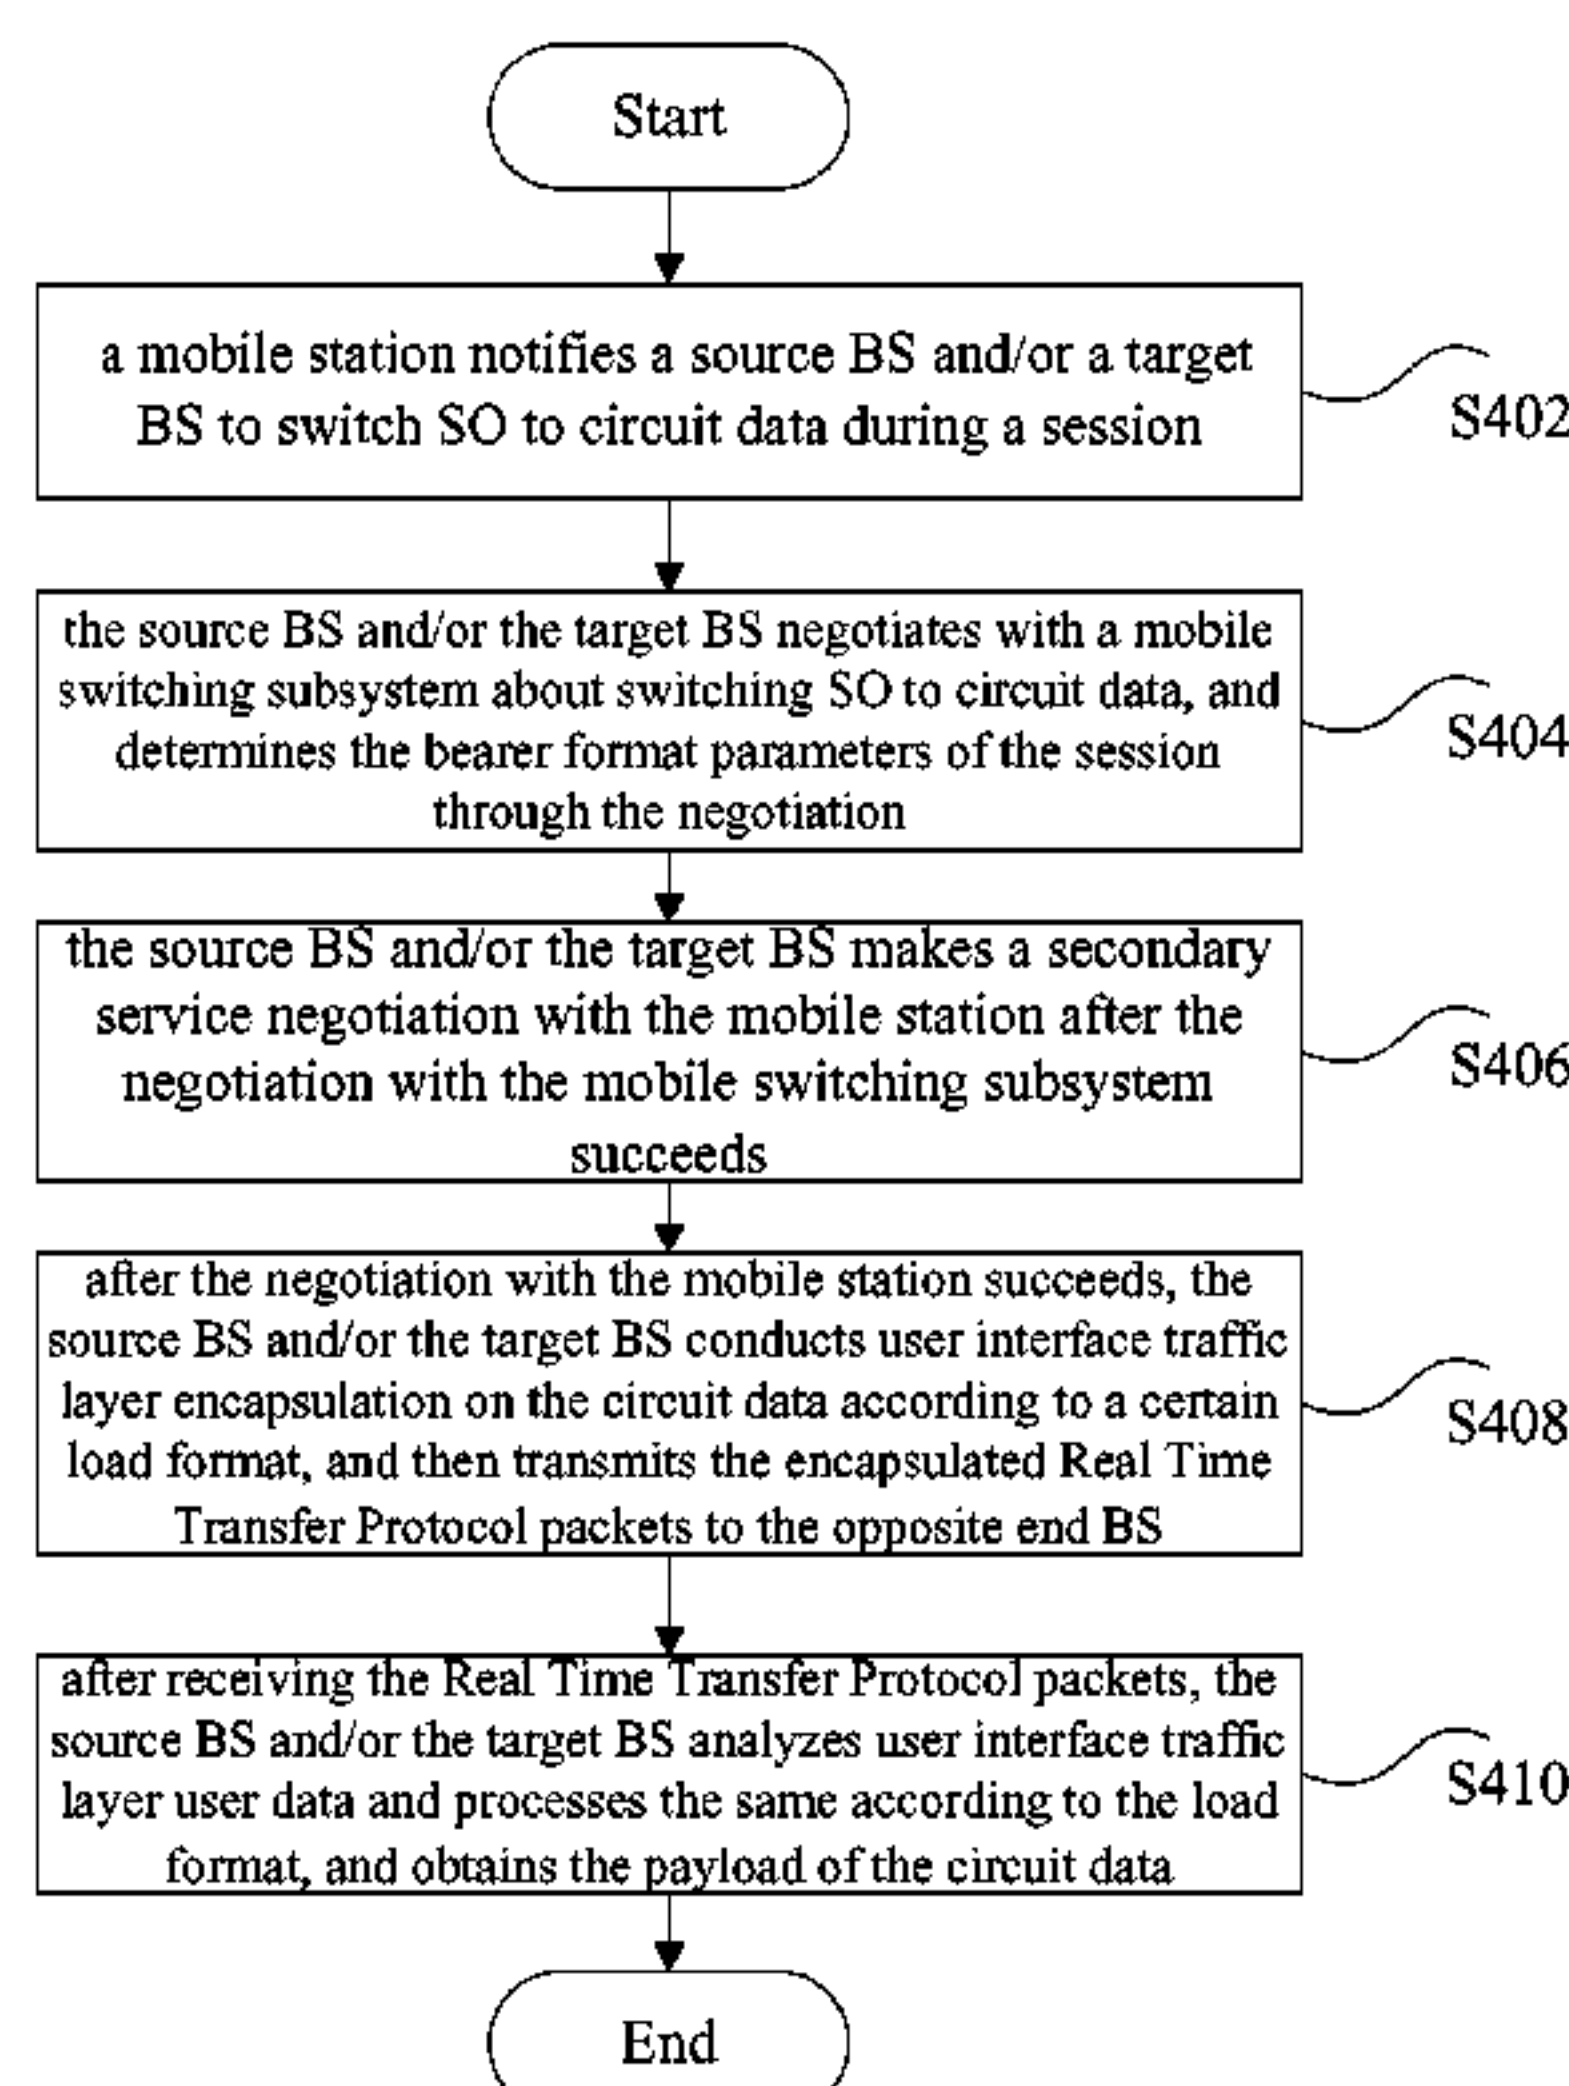 Start
a mobile station notifies a source BS and/or a target
BS to switch SO to circuit data during a session
S402
the source BS and/or the target BS negotiates with a mobile
switching subsystem about switching SO to circuit data, and
determines the bearer format parameters of the session
through the negotiation
S404
the source BS and/or the target BS makes a secondary
service negotiation with the mobile station after the
negotiation with the mobile switching subsystem
succeeds
S406
after the negotiation with the mobile station succeeds, the
source BS and/or the target BS conducts user interface traffic
layer encapsulation on the circuit data according to a certain
load format, and then transmits the encapsulated Real Time
Transfer Protocol packets to the opposite end BS
S408
after receiving the Real Time Transfer Protocol packets, the
source BS and/or the target BS analyzes user interface traffic
layer user data and processes the same according to the load
format, and obtains the payload of the circuit data
S410
End